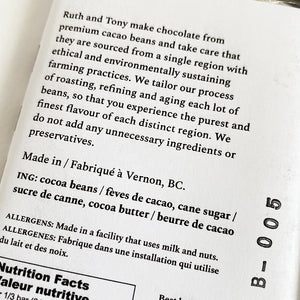 Ruth and Tony make chocolate from
premium cacao beans and take care that
they are sourced from a single region with
ethical and environmentally sustaining
farming practices. We tailor our process
of roasting, refining and aging each lot of
beans, so that you experience the purest and
finest flavour of each distinct region. We
do not add any unnecessary ingredients or
preservatives.
Made in / Fabriqué à Vernon, BC.
ING: cocoa beans / fèves de cacao, cane sugar /
sucre de canne, cocoa butter / beurre de cacao
ALLERGENS: Made in a facility that uses milk and nuts.
ALLERGENES: Fabrique dans une installation qui utilise
du lait et des noix.
Nutrition Facts
Valeur nutritive
1/3 bar
B-005